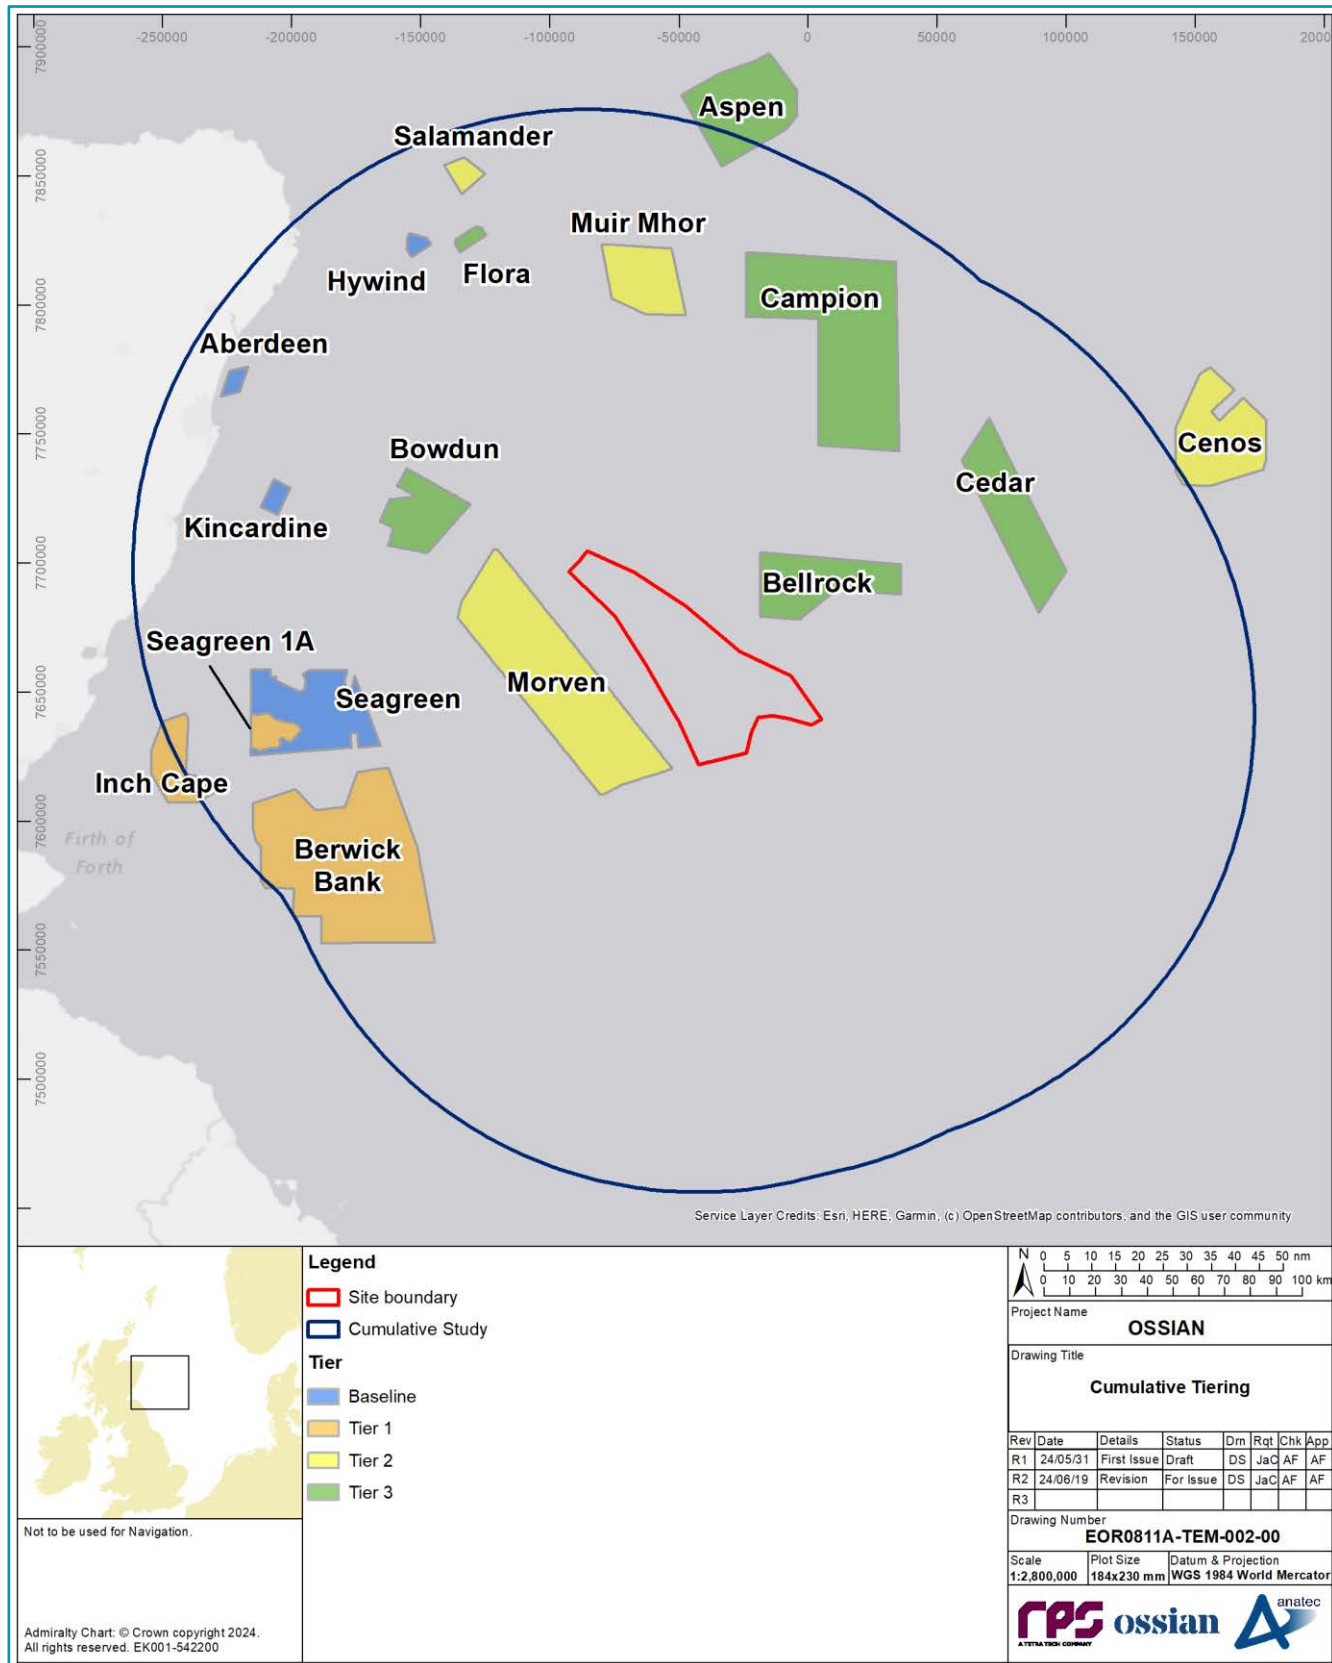 -250000 -200000 -150000 -100000 -50000 0 50000 100000 150000 2000
7900000
7850000
7800000
7750000
7700000
7650000
7600000
7550000
7500000
Aspen
Salamander
Muir Mhor
Hywind
Flora
Campion
Aberdeen
Cenos
Bowdun
Cedar
Kincardine
Bellrock
Seagreen 1A
Morven
Seagreen
Inch Cape
Firth of
Forth
Berwick
Bank
Service Layer Credits: Esri, HERE, Garmin, (c) OpenStreetMap contributors, and the GIS user community
Not to be used for Navigation.
Admiralty Chart: © Crown copyright 2024.
All rights reserved. EK001-542200
Legend
Site boundary
Cumulative Study
Tier
Baseline
Tier 1
Tier 2
Tier 3
N
0 5 10 15 20 25 30 35 40 45 50 nm
0 10 20 30 40 50 60 70 80 90 100 km
Project Name
OSSIAN
Drawing Title
Cumulative Tiering
Rev Date Details Status Drn Rqt Chk App
R1 24/05/31 First Issue Draft DS JaC AF AF
R2 24/06/19 Revision For Issue DS JaC AF AF
R3
Drawing Number
EOR0811A-TEM-002-00
Scale Plot Size Datum & Projection
1:2,800,000 184x230 mm WGS 1984 World Mercator
rps
A TETRA TECH COMPANY
ossian
anatec